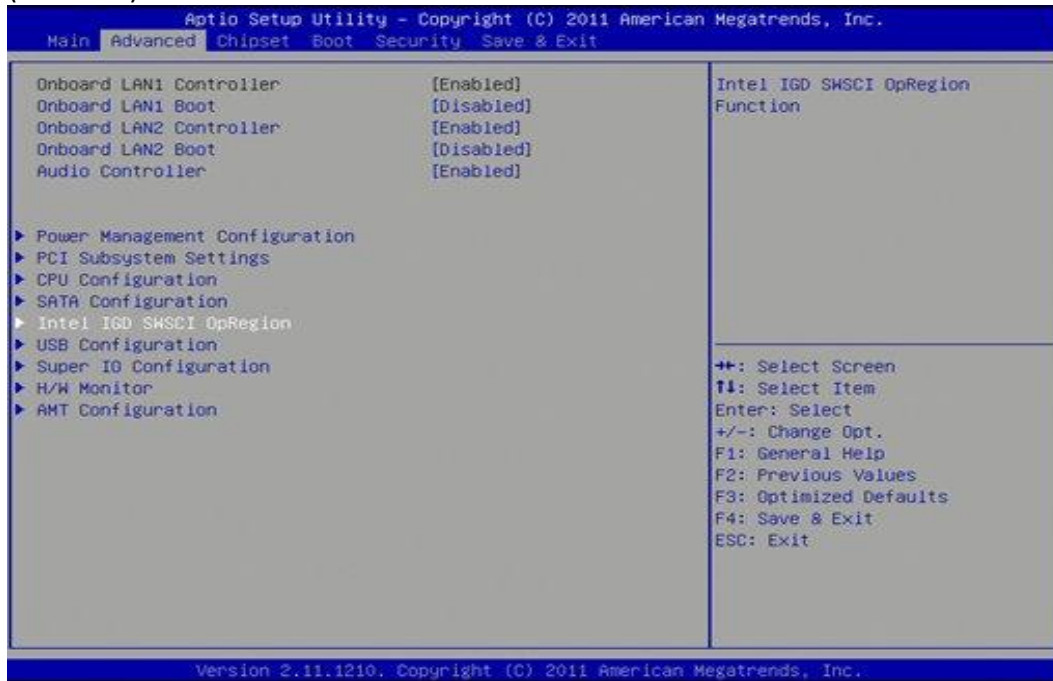 Aptio Setup Utility - Copyright (C) 2011 American Megatrends, Inc.
Main Advanced Chipset Boot Security Save & Exit
Onboard LAN1 Controller [Enabled]
Onboard LAN1 Boot [Disabled]
Onboard LAN2 Controller [Enabled]
Onboard LAN2 Boot [Disabled]
Audio Controller [Enabled]
Power Management Configuration
PCI Subsystem Settings
CPU Configuration
SATA Configuration
Intel IGD SWSCI OpRegion
USB Configuration
Super IO Configuration
H/W Monitor
AMT Configuration
Intel IGD SWSCI OpRegion
Function
→←: Select Screen
↑↓: Select Item
Enter: Select
+/-: Change Opt.
F1: General Help
F2: Previous Values
F3: Optimized Defaults
F4: Save & Exit
ESC: Exit
Version 2.11.1210. Copyright (C) 2011 American Megatrends, Inc.